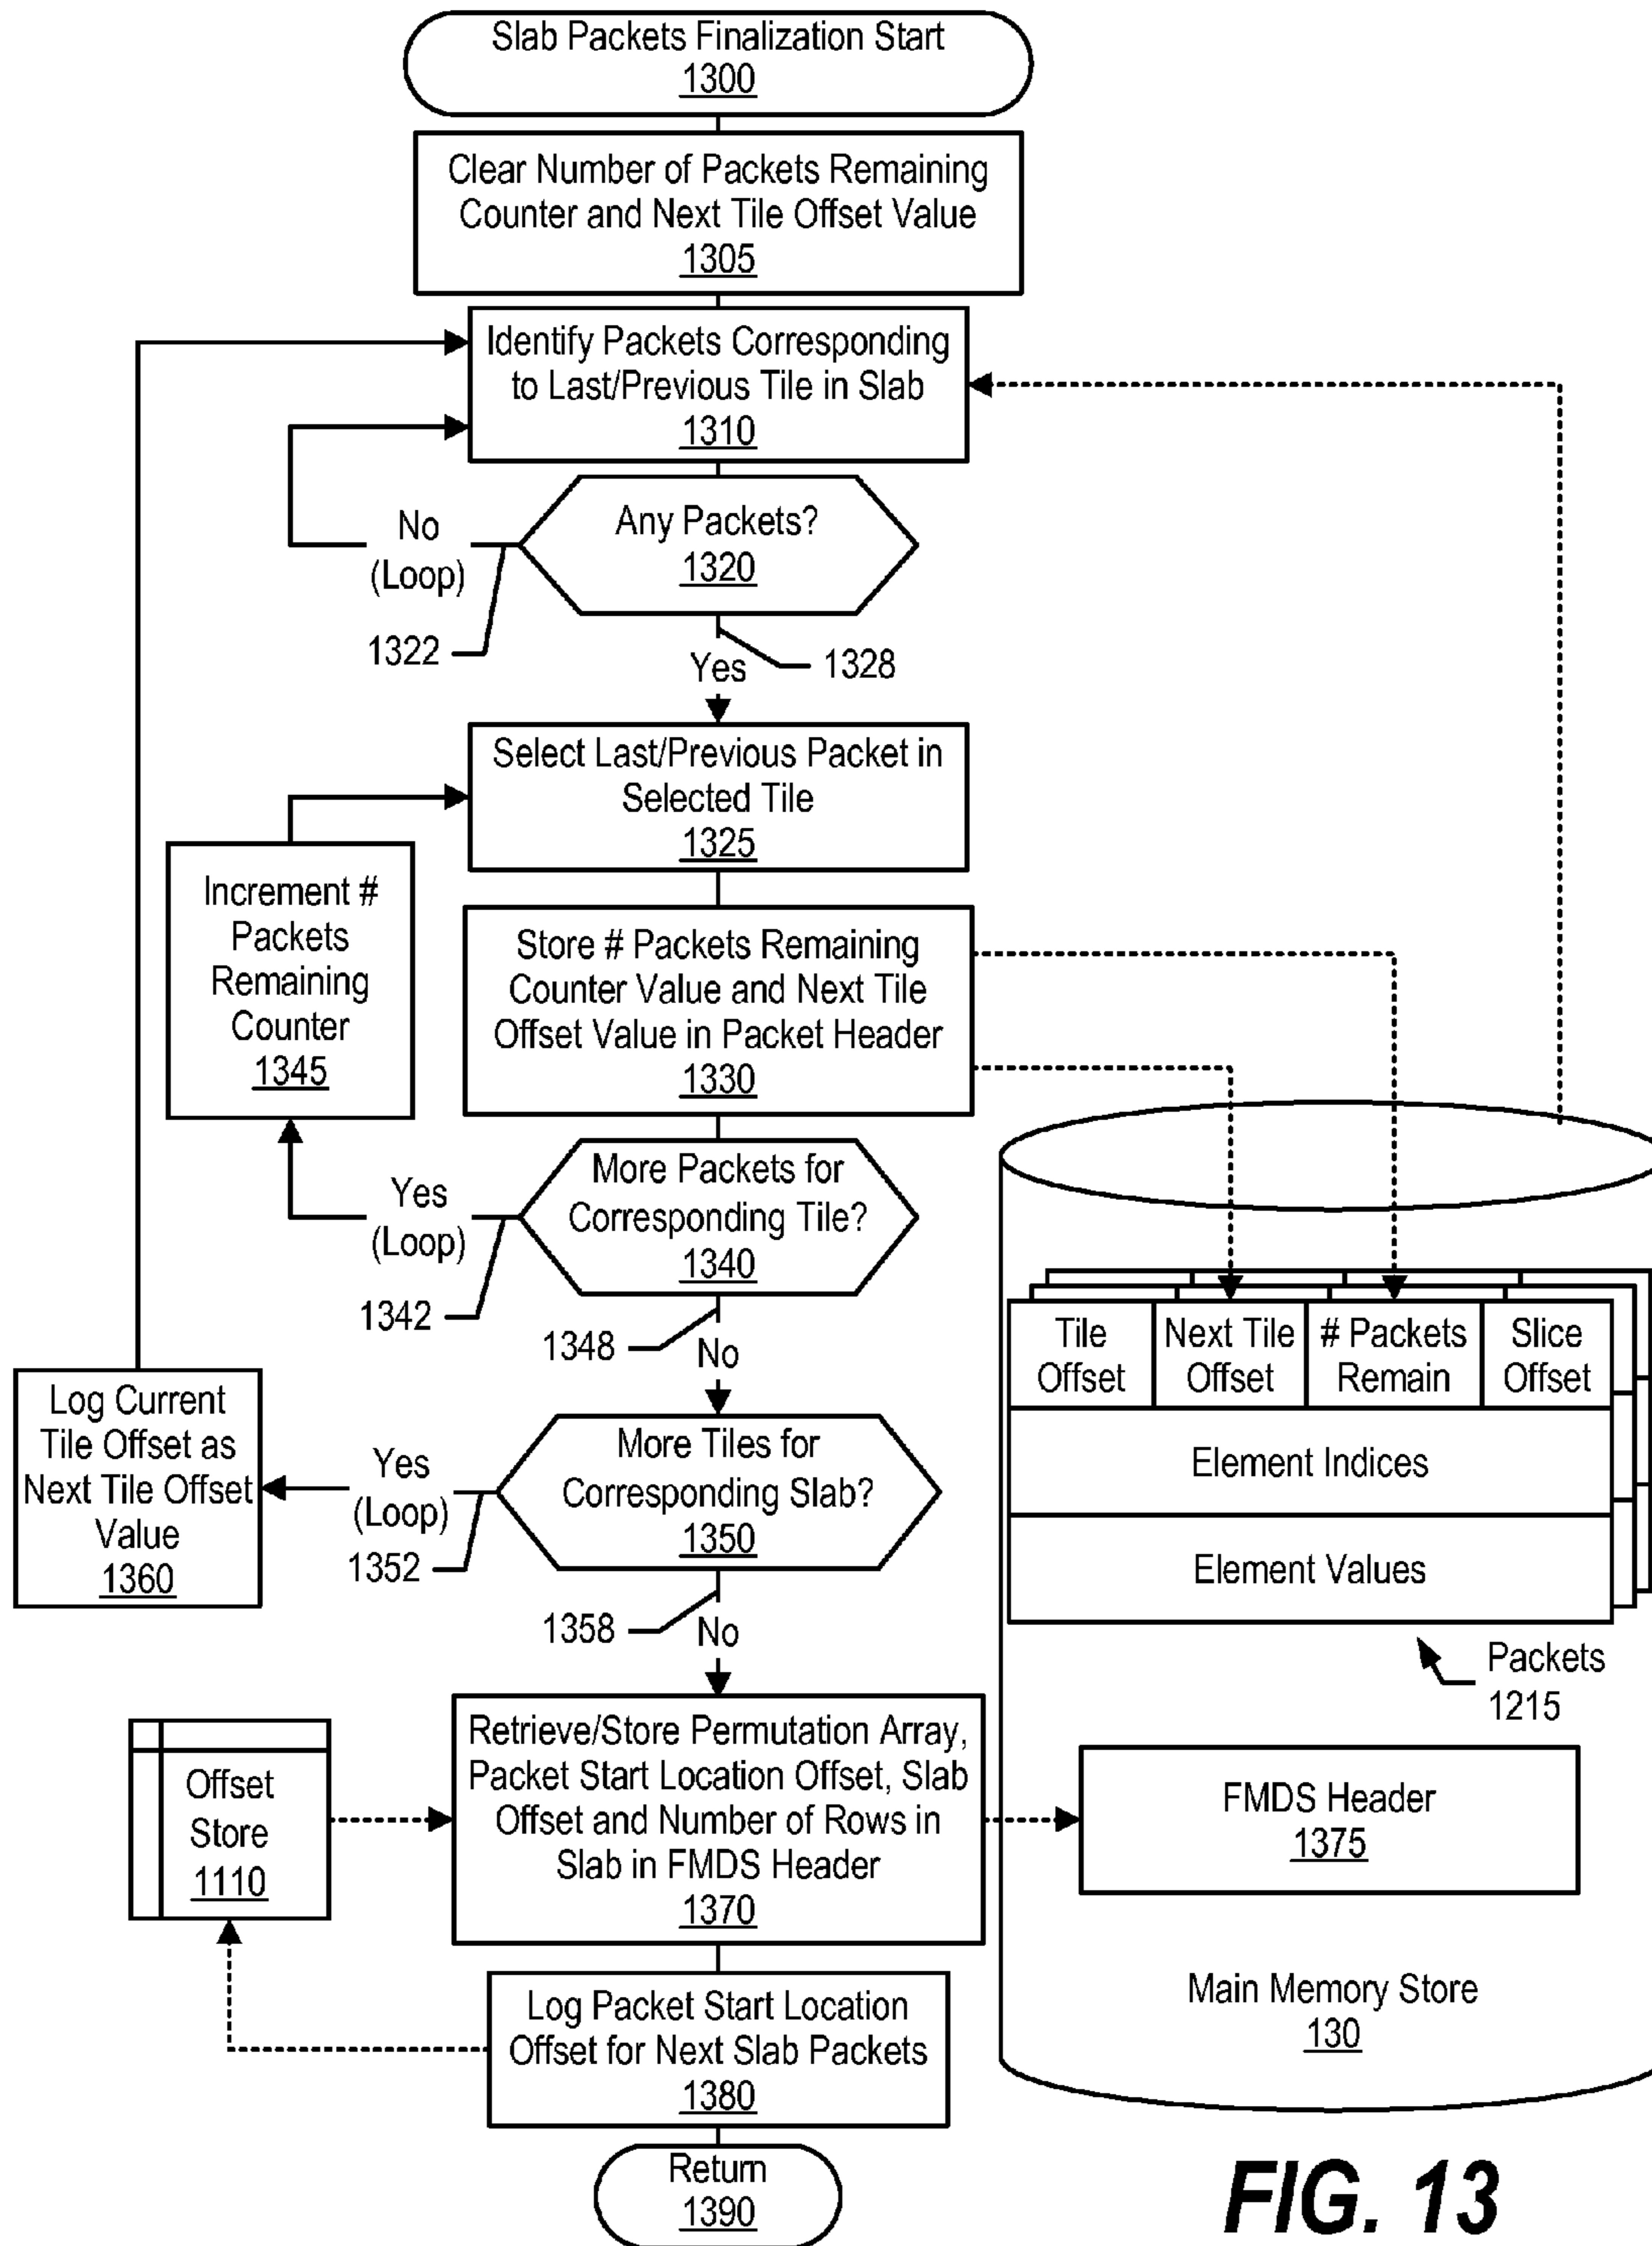 Slab Packets Finalization Start
1300
Clear Number of Packets Remaining
Counter and Next Tile Offset Value
1305
Identify Packets Corresponding
to Last/Previous Tile in Slab
1310
Any Packets?
1320
No
(Loop)
1322
1328
Yes
Select Last/Previous Packet in
Selected Tile
1325
Increment #
Packets
Remaining
Counter
1345
Store # Packets Remaining
Counter Value and Next Tile
Offset Value in Packet Header
1330
More Packets for
Corresponding Tile?
1340
Yes
(Loop)
1342
1348
No
Log Current
Tile Offset as
Next Tile Offset
Value
1360
Yes
(Loop)
1352
More Tiles for
Corresponding Slab?
1350
1358
No
Tile
Offset
Next Tile
Offset
# Packets
Remain
Slice
Offset
Element Indices
Element Values
Packets
1215
Offset
Store
1110
Retrieve/Store Permutation Array,
Packet Start Location Offset, Slab
Offset and Number of Rows in
Slab in FMDS Header
1370
FMDS Header
1375
Log Packet Start Location
Offset for Next Slab Packets
1380
Main Memory Store
130
Return
1390
FIG. 13